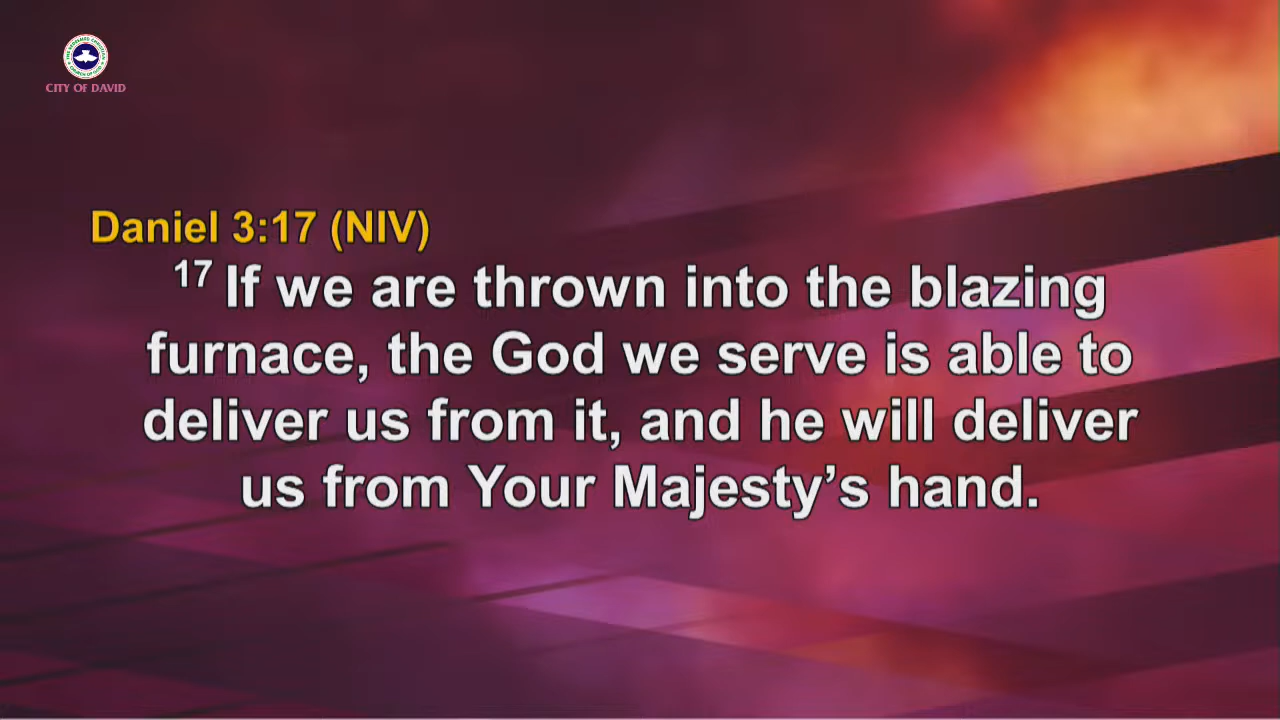 CITY OF DAVID
Daniel 3:17 (NIV)
17 If we are thrown into the blazing
furnace, the God we serve is able to
deliver us from it, and he will deliver
us from Your Majesty’s hand.